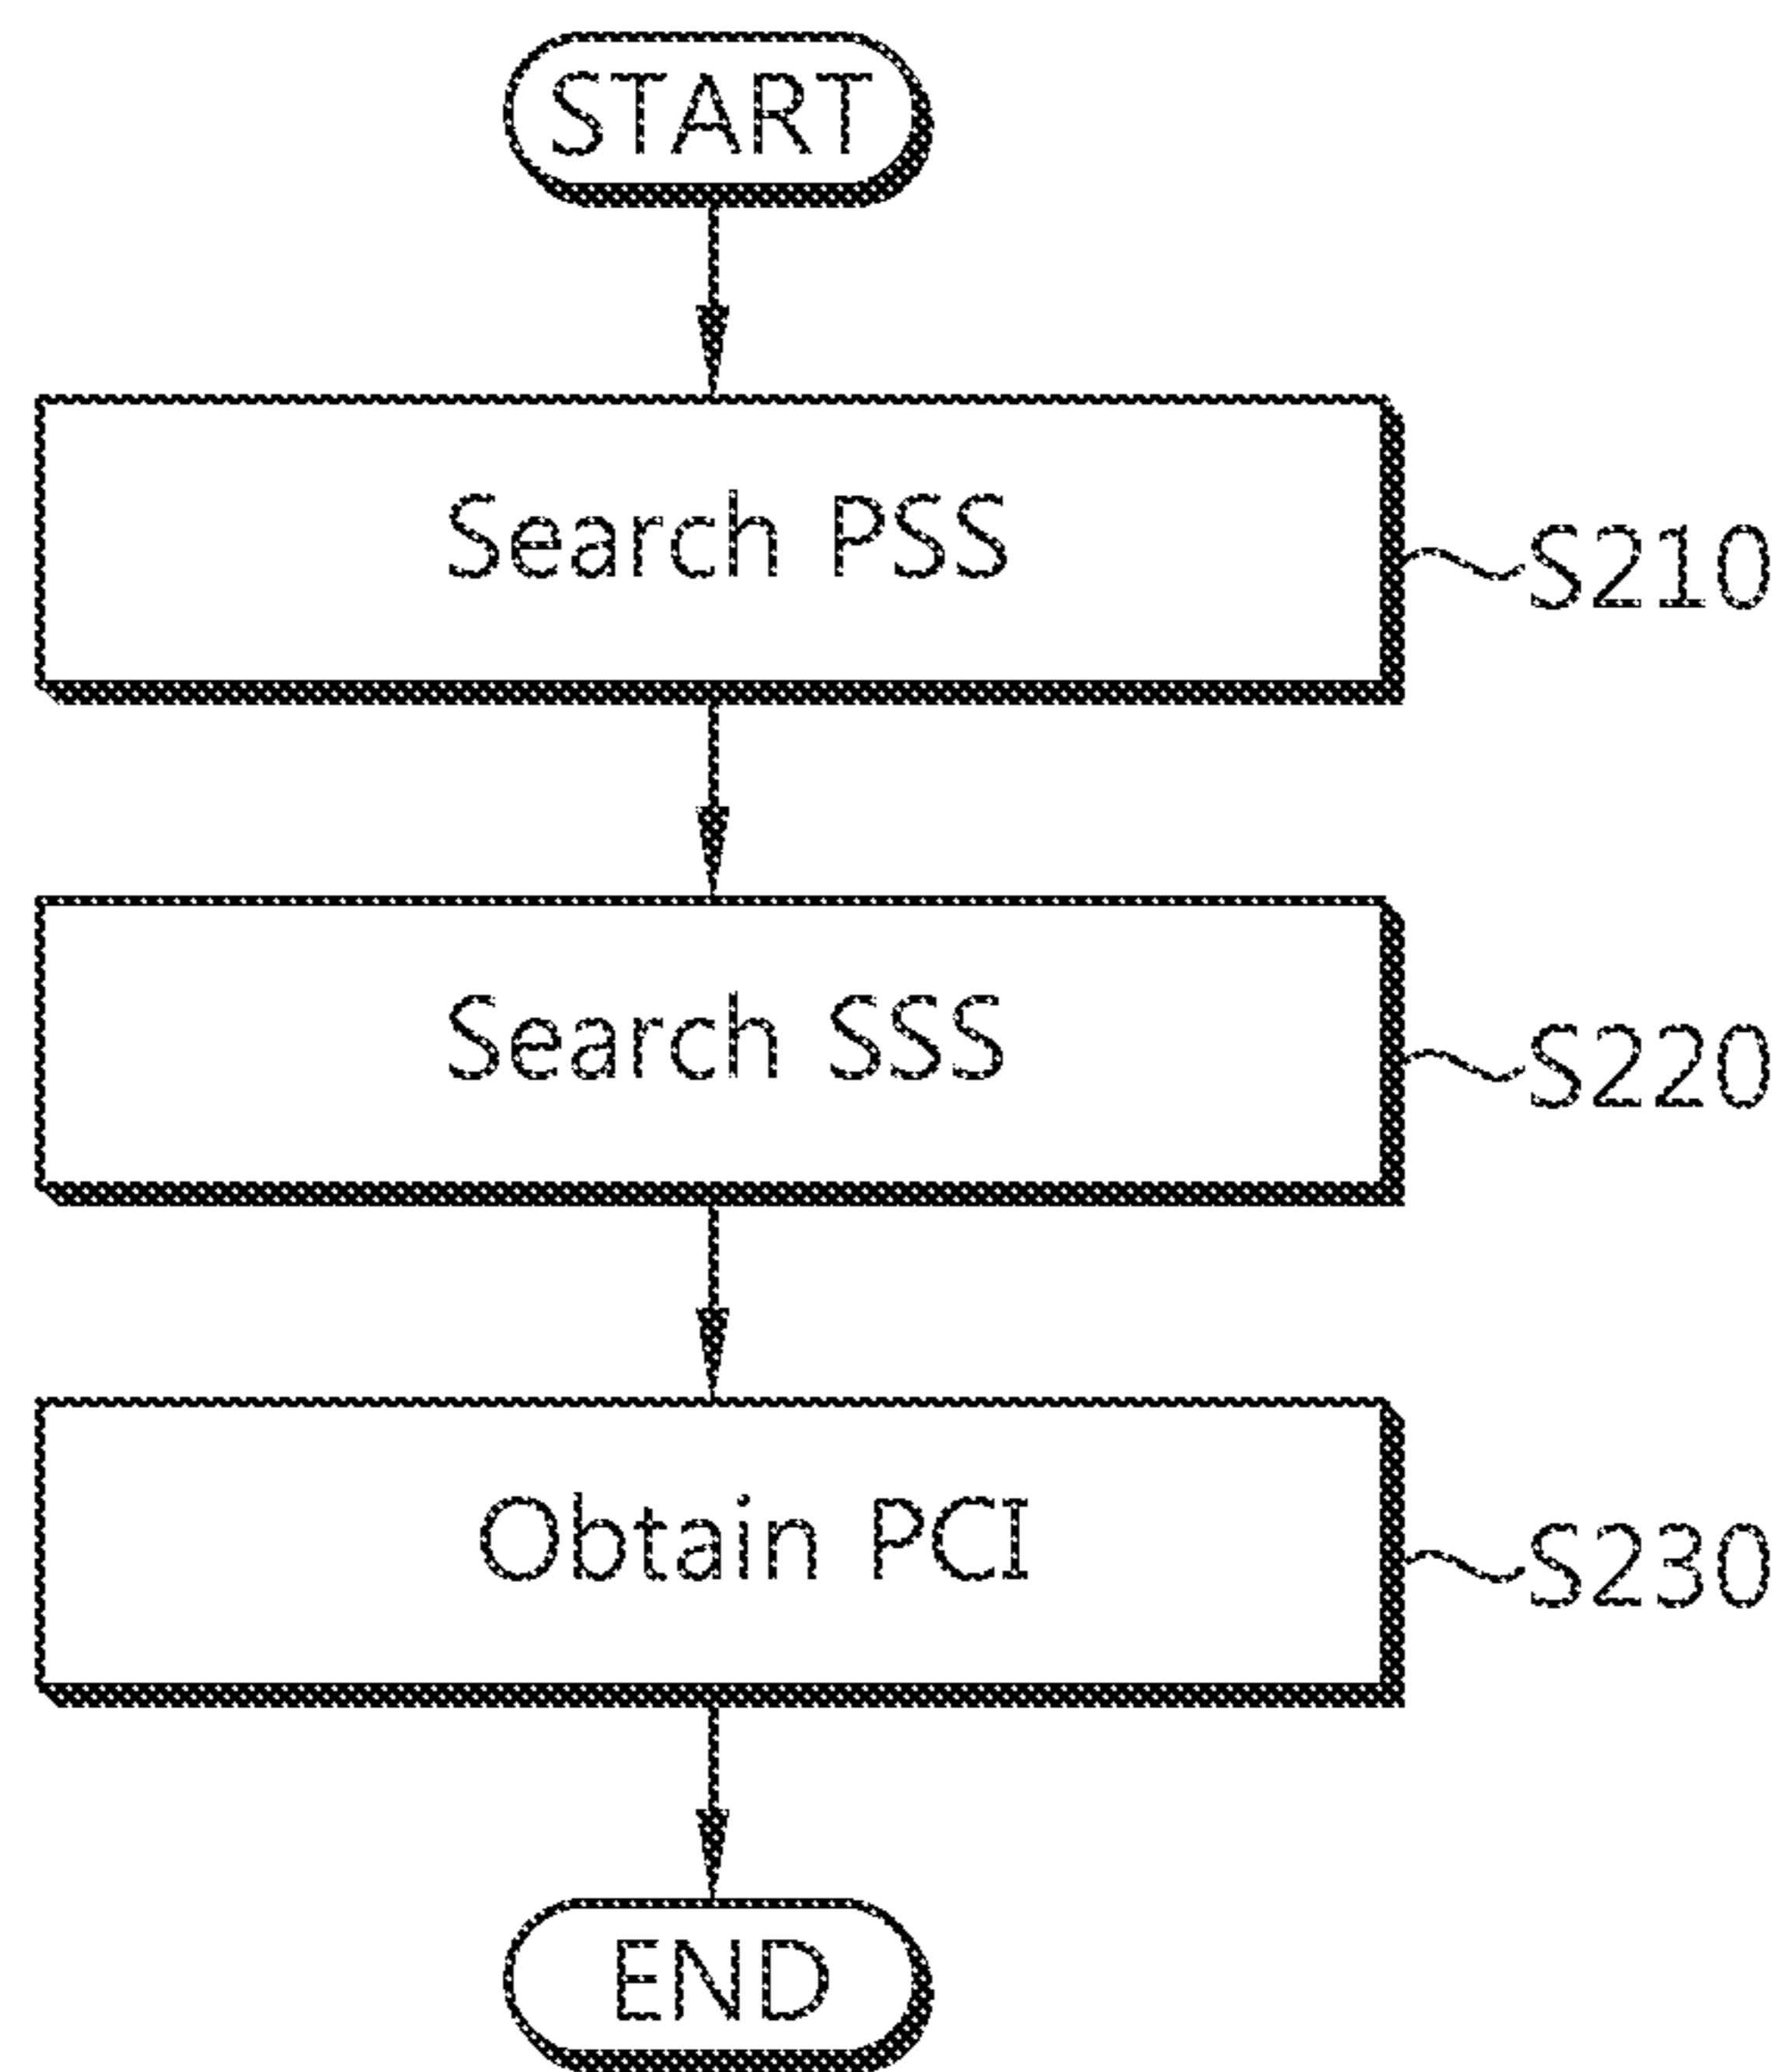 START
Search PSS
S210
Search SSS
S220
Obtain PCI
S230
END